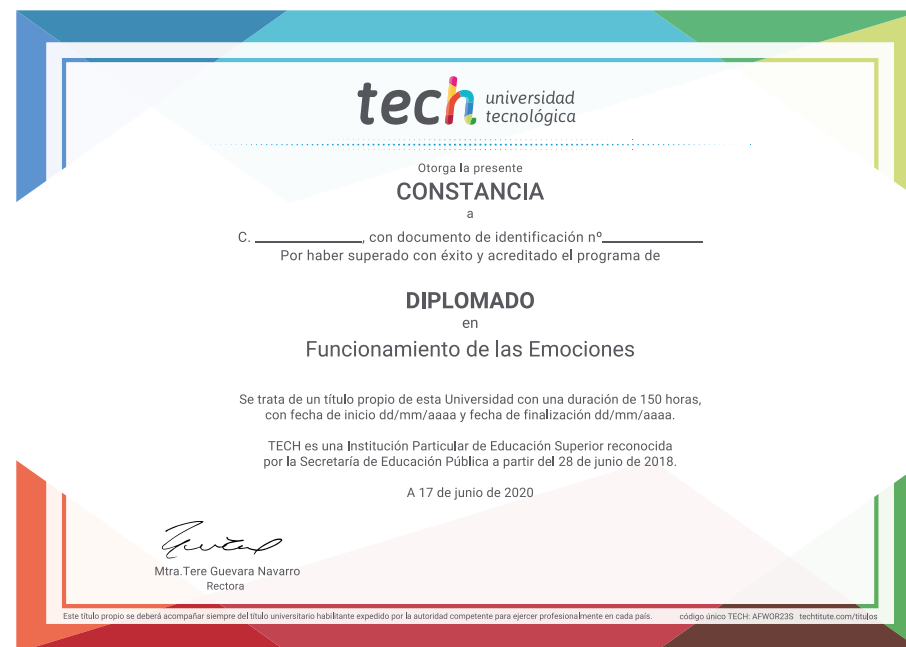 tech universidad
tecnológica
Otorga la presente
CONSTANCIA
a
C. ____________, con documento de identificación nº____________
Por haber superado con éxito y acreditado el programa de
DIPLOMADO
en
Funcionamiento de las Emociones
Se trata de un título propio de esta Universidad con una duración de 150 horas,
con fecha de inicio dd/mm/aaaa y fecha de finalización dd/mm/aaaa.
TECH es una Institución Particular de Educación Superior reconocida
por la Secretaría de Educación Pública a partir del 28 de junio de 2018.
A 17 de junio de 2020
Mtra.Tere Guevara Navarro
Rectora
Este título propio se deberá acompañar siempre del título universitario habilitante expedido por la autoridad competente para ejercer profesionalmente en cada país. código único TECH: AFWOR23S techtitute.com/titulos